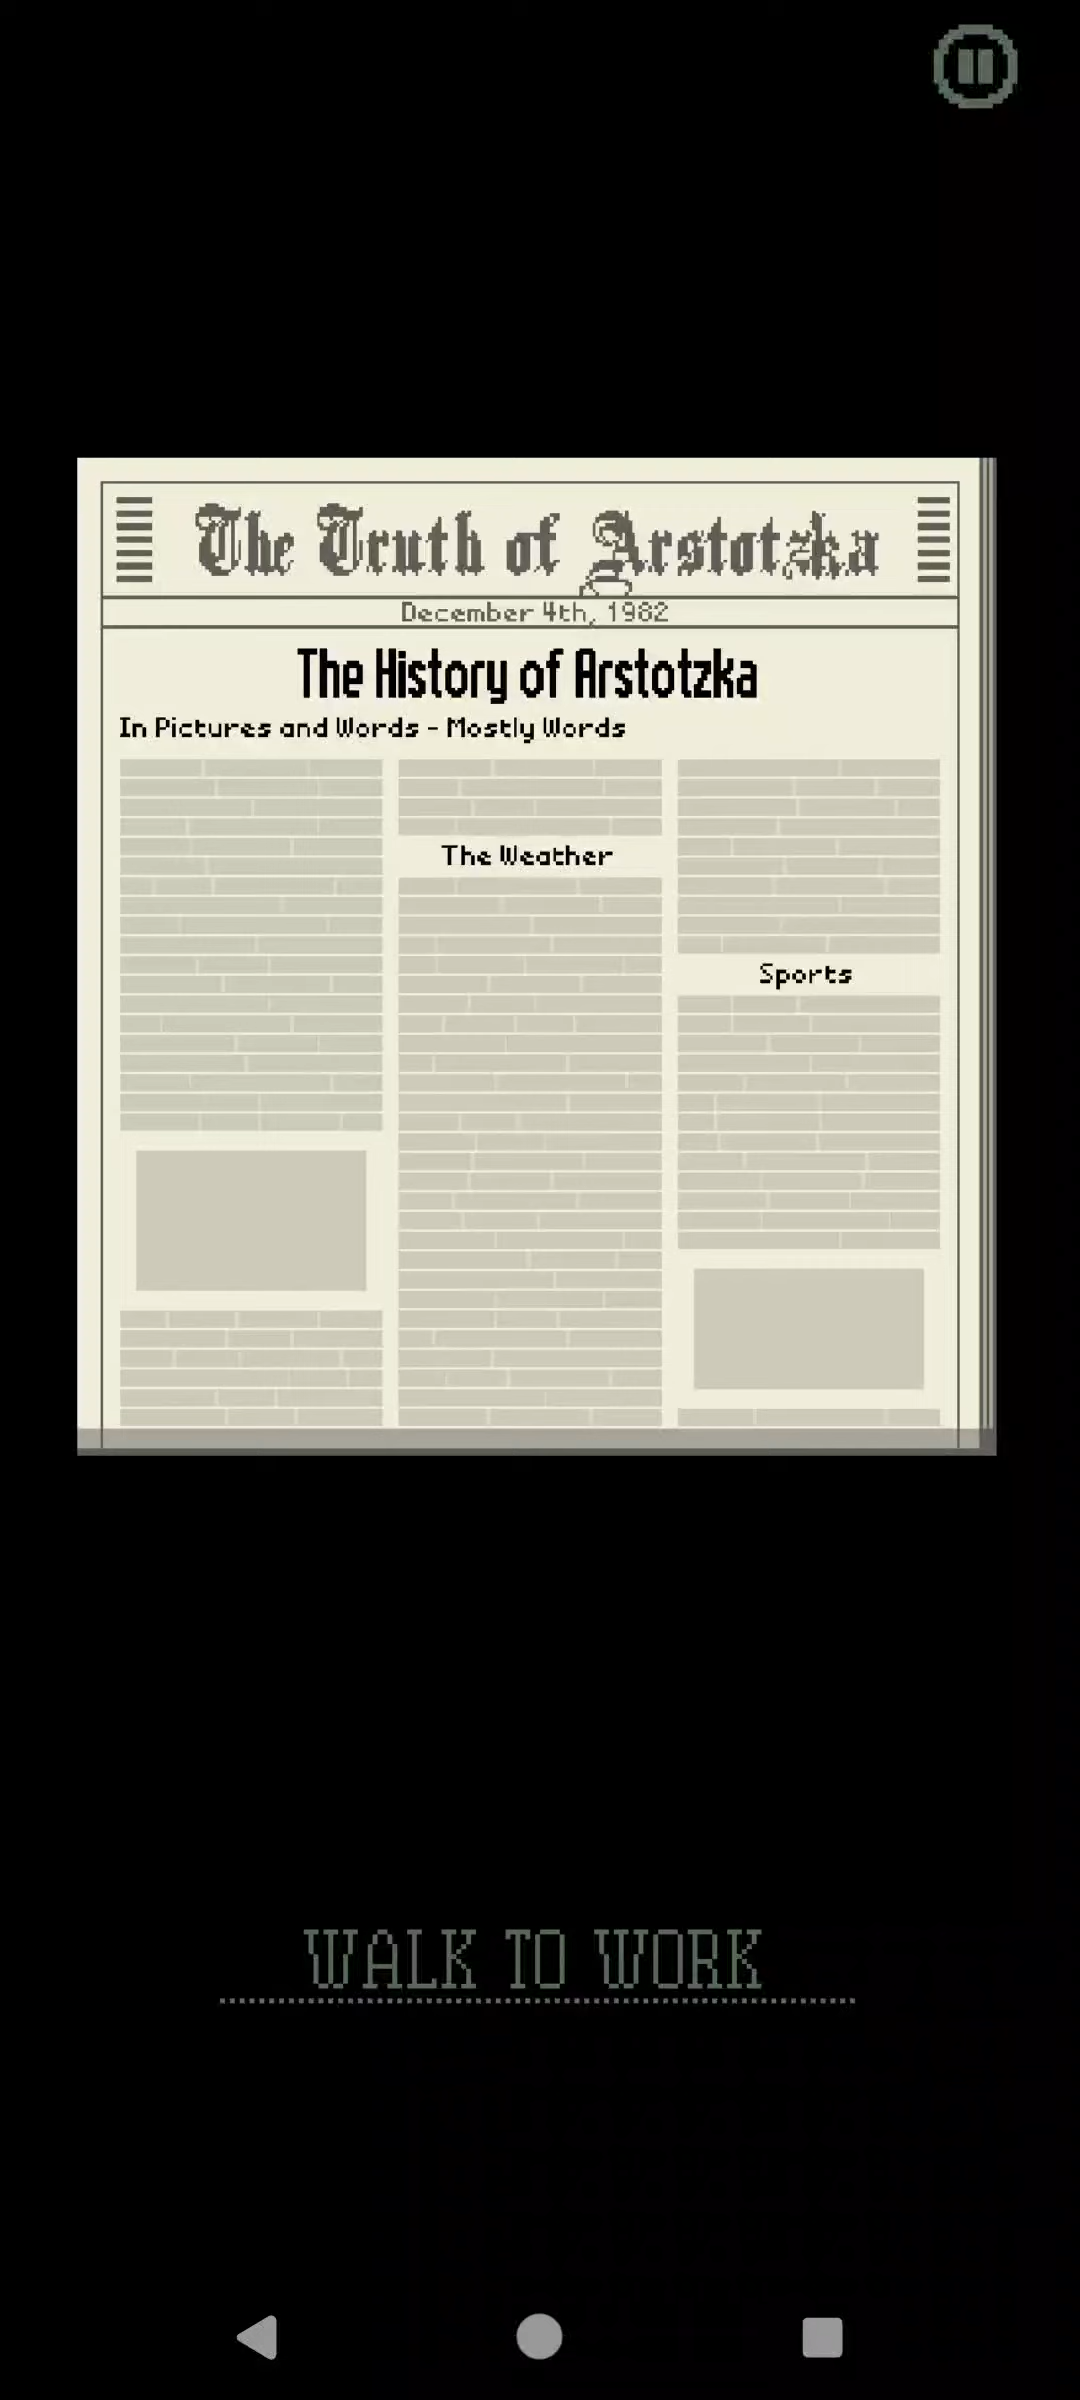 The Truth of Arstotzka
December 4th, 1982
The History of Arstotzka
In Pictures and Words - Mostly Words
The Weather
Sports
WALK TO WORK